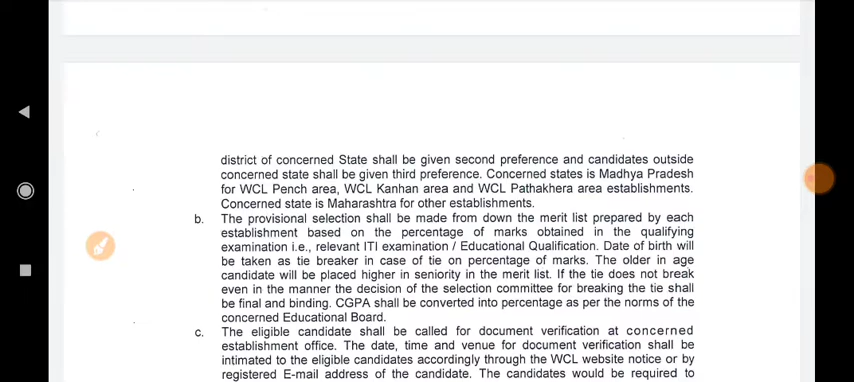 district of concerned State shall be given second preference and candidates outside
concerned state shall be given third preference. Concerned states is Madhya Pradesh
for WCL Pench area, WCL Kanhan area and WCL Pathakhera area establishments.
Concerned state is Maharashtra for other establishments.
b. The provisional selection shall be made from down the merit list prepared by each
establishment based on the percentage of marks obtained in the qualifying
examination i.e., relevant ITI examination / Educational Qualification. Date of birth will
be taken as tie breaker in case of tie on percentage of marks. The older in age
candidate will be placed higher in seniority in the merit list. If the tie does not break
even in the manner the decision of the selection committee for breaking the tie shall
be final and binding. CGPA shall be converted into percentage as per the norms of the
concerned Educational Board.
c. The eligible candidate shall be called for document verification at concerned
establishment office. The date, time and venue for document verification shall be
intimated to the eligible candidates accordingly through the WCL website notice or by
registered E-mail address of the candidate. The candidates would be required to